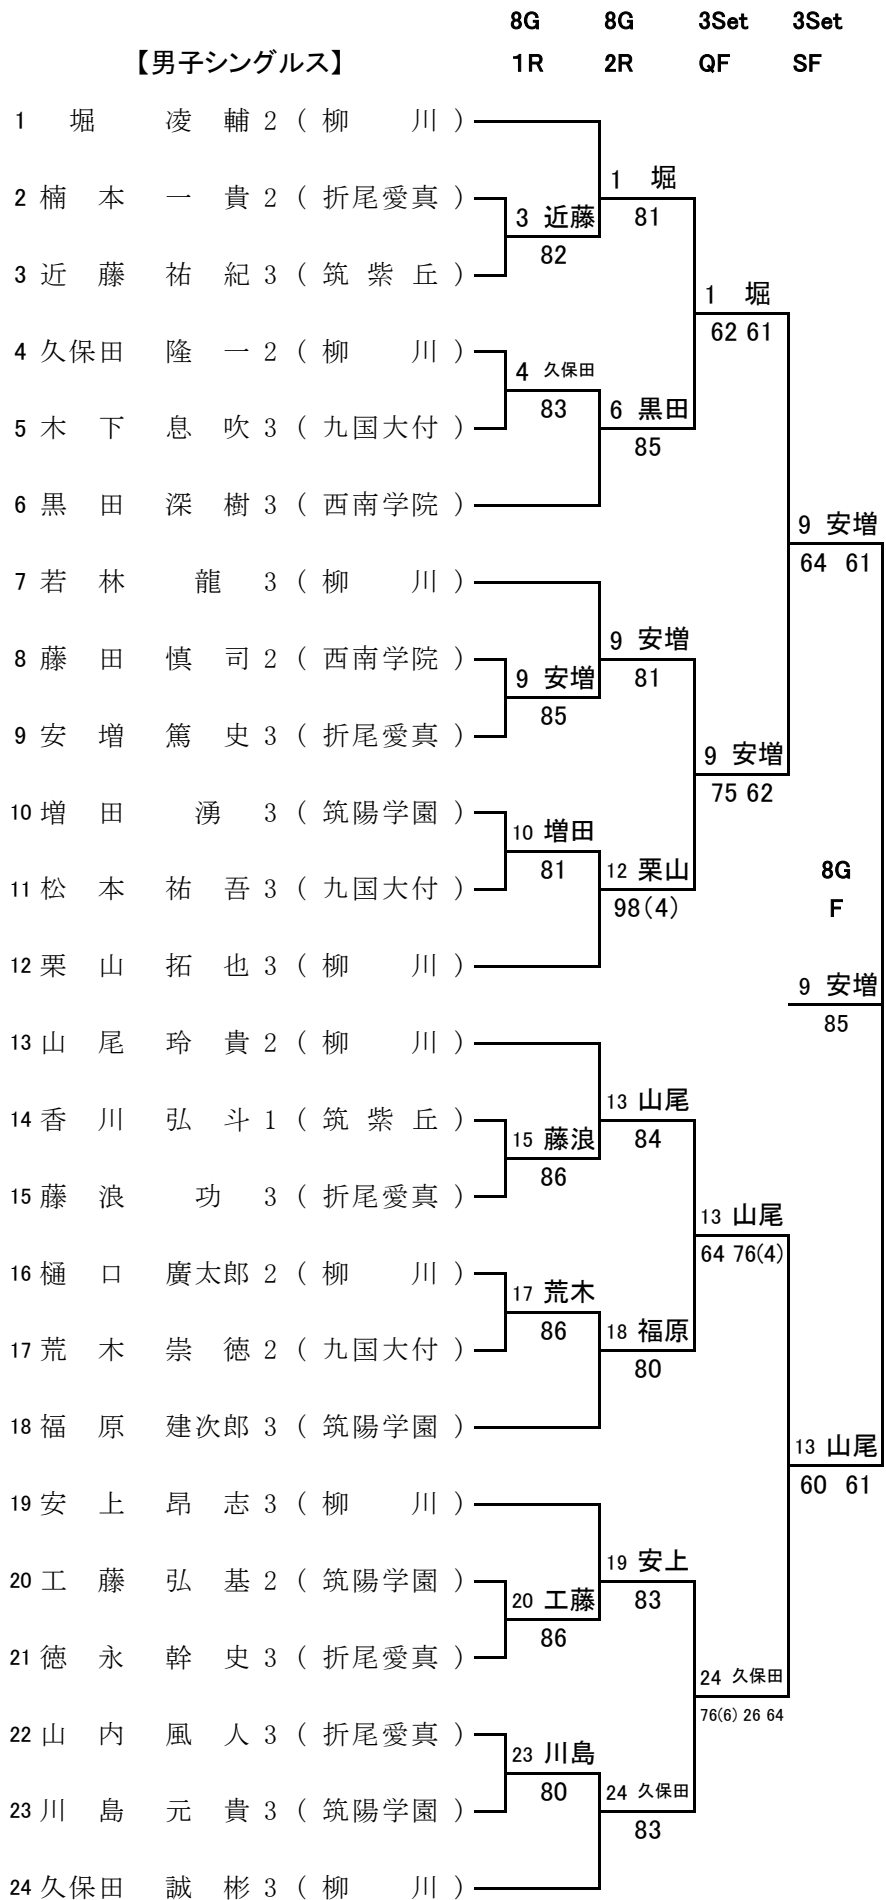 8G 8G 3Set 3Set
【男子シングルス】 1R 2R QF SF
1 堀 凌 輔 2 ( 柳 川 )
1 堀
2 楠 本 一 貴 2 ( 折尾愛真 )
3 近藤 81
82
3 近 藤 祐 紀 3 ( 筑 紫 丘 )
1 堀
62 61
4 久保田 隆 一 2 ( 柳 川 )
4 久保田
83 6 黒田
5 木 下 息 吹 3 ( 九国大付 )
85
6 黒 田 深 樹 3 ( 西南学院 )
9 安増
64 61
7 若 林 龍 3 ( 柳 川 )
9 安増
8 藤 田 慎 司 2 ( 西南学院 )
9 安増 81
85
9 安 増 篤 史 3 ( 折尾愛真 )
9 安増
75 62
10 増 田 湧 3 ( 筑陽学園 )
10 増田
81 12 栗山 8G
11 松 本 祐 吾 3 ( 九国大付 )
98(4) F
12 栗 山 拓 也 3 ( 柳 川 )
9 安増
85
13 山 尾 玲 貴 2 ( 柳 川 )
13 山尾
14 香 川 弘 斗 1 ( 筑 紫 丘 )
15 藤浪 84
86
15 藤 浪 功 3 ( 折尾愛真 )
13 山尾
64 76(4)
16 樋 口 廣太郎 2 ( 柳 川 )
17 荒木
86 18 福原
17 荒 木 崇 徳 2 ( 九国大付 )
80
18 福 原 建次郎 3 ( 筑陽学園 )
13 山尾
60 61
19 安 上 昂 志 3 ( 柳 川 )
19 安上
20 工 藤 弘 基 2 ( 筑陽学園 )
20 工藤 83
86
21 徳 永 幹 史 3 ( 折尾愛真 )
24 久保田
76(6) 26 64
22 山 内 風 人 3 ( 折尾愛真 )
23 川島
80 24 久保田
23 川 島 元 貴 3 ( 筑陽学園 )
83
24 久保田 誠 彬 3 ( 柳 川 )